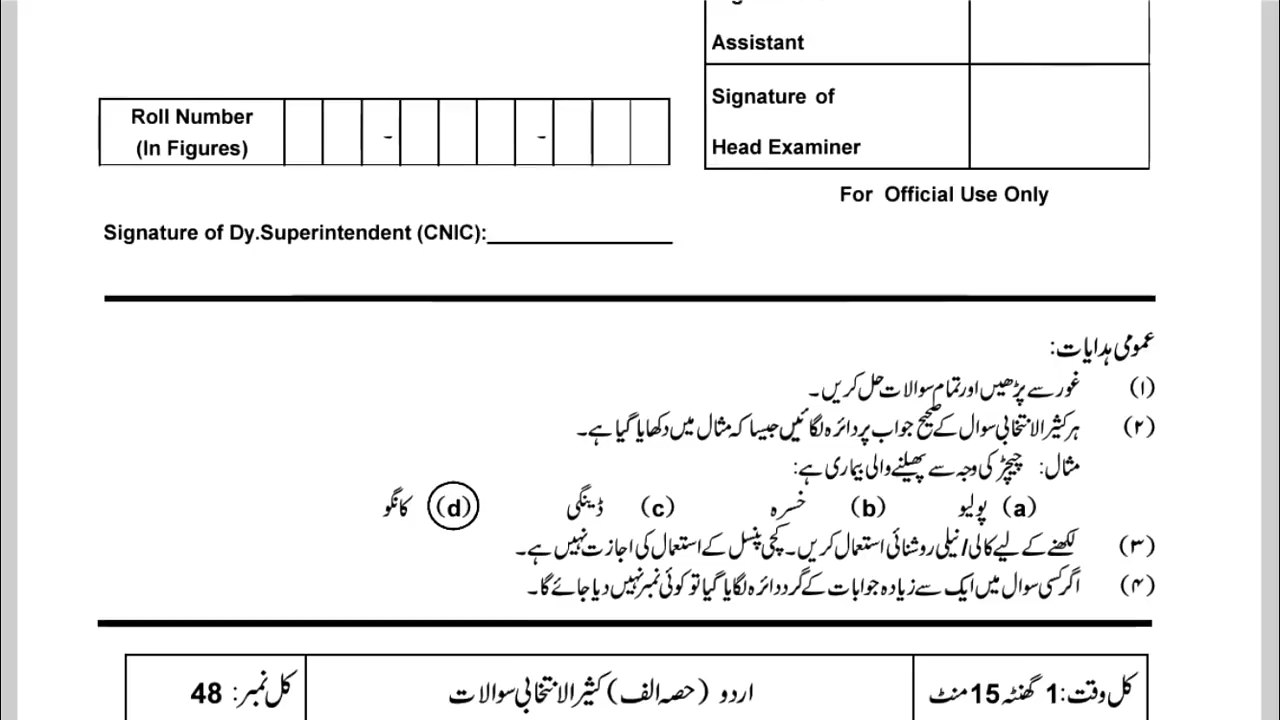 Assistant
Signature of
Head Examiner
Roll Number
(In Figures)
- -
For Official Use Only
Signature of Dy.Superintendent (CNIC):________________
عمومی ہدایات:
(۱) غور سے پڑھیں اور تمام سوالات حل کریں۔
(۲) ہر کثیر الانتخابی سوال کے صحیح جواب پر دائرہ لگائیں جیسا کہ مثال میں دکھایا گیا ہے۔
مثال: چیچڑ کی وجہ سے پھیلنے والی بیماری ہے:
(a) پولیو (b) خسرہ (c) ڈینگی (d) کانگو
(۳) لکھنے کے لیے کالی/نیلی روشنائی استعمال کریں۔ کچی پنسل کے استعمال کی اجازت نہیں ہے۔
(۴) اگر کسی سوال میں ایک سے زیادہ جوابات کے گرد دائرہ لگایا گیا تو کوئی نمبر نہیں دیا جائے گا۔
کل وقت: 1 گھنٹہ 15 منٹ اردو (حصہ الف) کثیر الانتخابی سوالات کل نمبر: 48